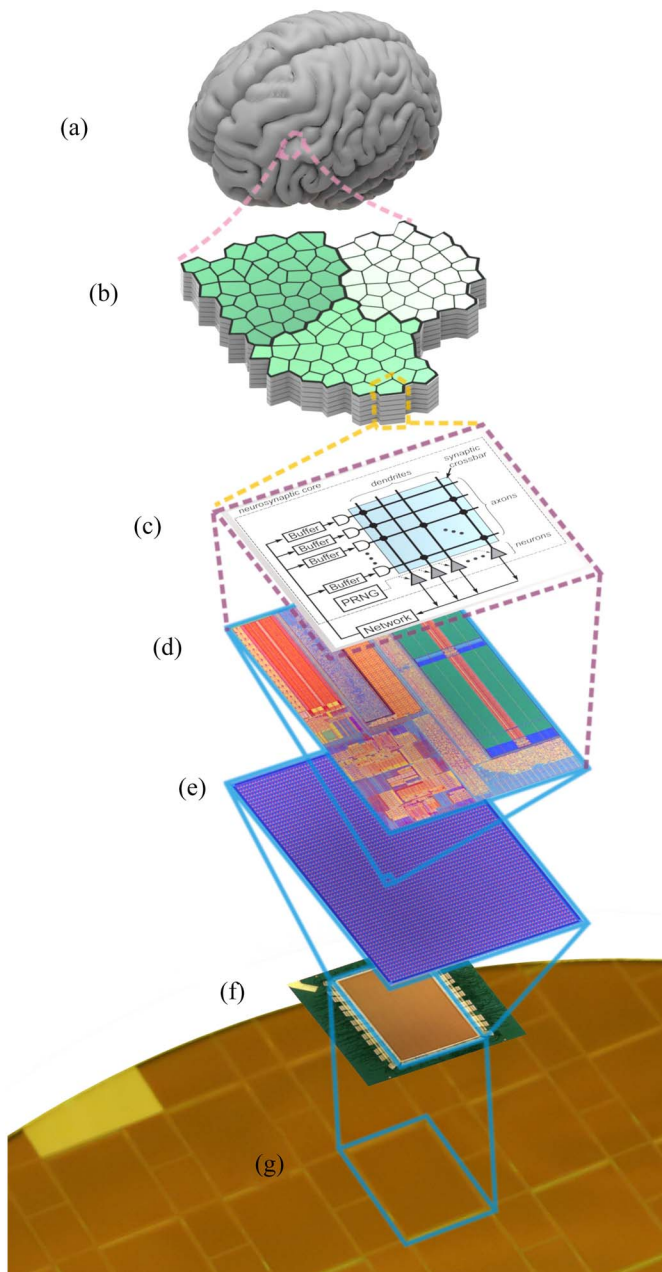 (a)
(b)
(c)
neurosynaptic core
dendrites
synaptic
crossbar
axons
neurons
Buffer
Buffer
Buffer
Buffer
PRNG
Network
(d)
(e)
(f)
(g)